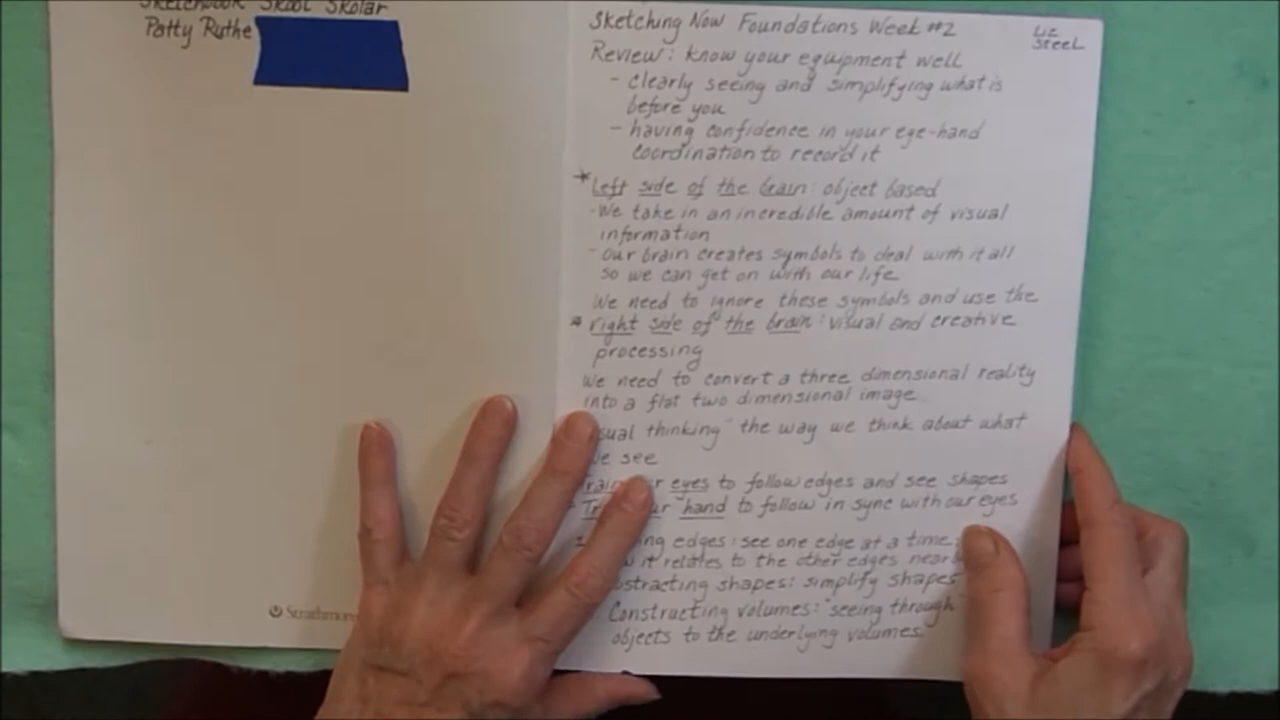 Sketchbook Skool Skolar
Patty Ruthe
Strathmor
Sketching Now Foundations Week #2
Liz
Steel
Review: know your equipment well
- clearly seeing and simplifying what is
before you
- having confidence in your eye-hand
coordination to record it
* Left side of the brain: object based
- We take in an incredible amount of visual
information
- Our brain creates symbols to deal with it all
so we can get on with our life.
We need to ignore these symbols and use the
* right side of the brain: visual and creative
processing
We need to convert a three dimensional reality
into a flat two dimensional image.
thinking" the way we think about what
we see
eyes to follow edges and see shapes
hand to follow in sync with our eyes
edges: see one edge at a time.
it relates to the other edges
shapes: simplify shapes
Constructing volumes: "seeing through"
objects to the underlying volumes.